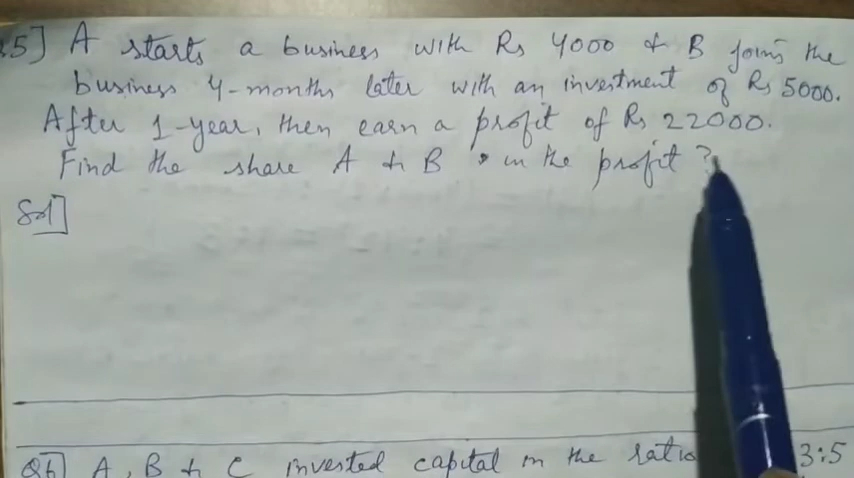 .5] A starts a business with Rs 4000 & B joins the
business 4-months later with an investment of Rs 5000.
After 1-year, then earn a profit of Rs 22000.
Find the share A & B in the profit?
Sol]
Q6] A, B & C invested capital in the ratio 3:5